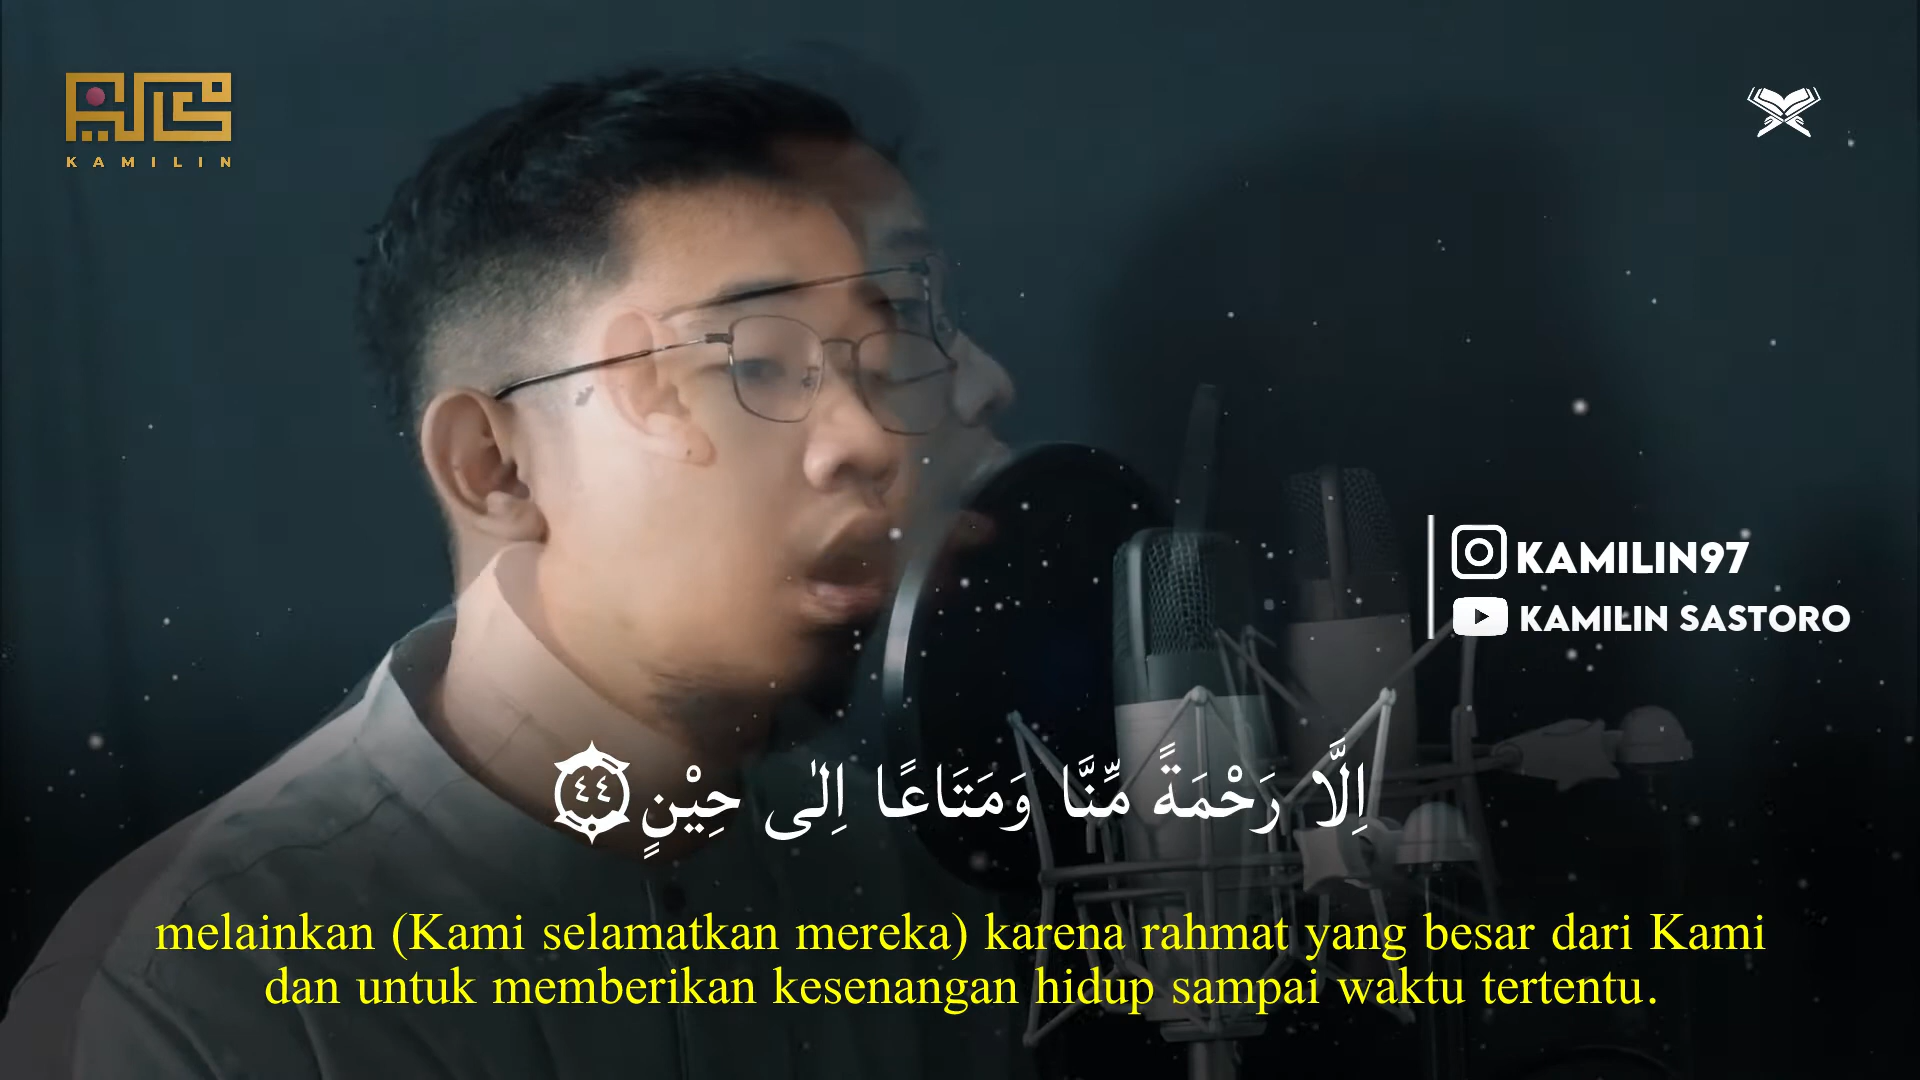 KAMILIN
KAMILIN97
KAMILIN SASTORO
اِلَّا رَحْمَةً مِّنَّا وَمَتَاعًا اِلٰى حِيْنٍ ٤٤
melainkan (Kami selamatkan mereka) karena rahmat yang besar dari Kami
dan untuk memberikan kesenangan hidup sampai waktu tertentu.